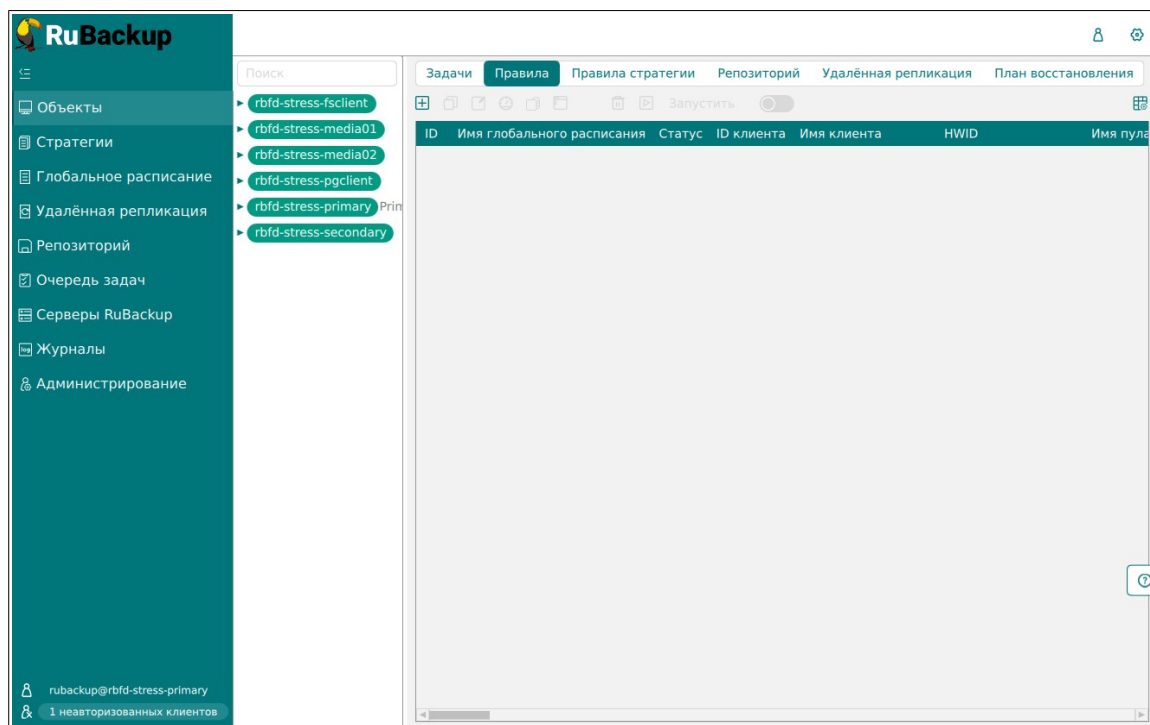 RuBackup
Объекты
Стратегии
Глобальное расписание
Удалённая репликация
Репозиторий
Очередь задач
Серверы RuBackup
Журналы
Администрирование
rubackup@rbfd-stress-primary
1 неавторизованных клиентов
Поиск
rbfd-stress-fsclient
rbfd-stress-media01
rbfd-stress-media02
rbfd-stress-pgclient
rbfd-stress-primary Prim
rbfd-stress-secondary
Задачи Правила Правила стратегии Репозиторий Удалённая репликация План восстановления
Запустить
ID Имя глобального расписания Статус ID клиента Имя клиента HWID Имя пула